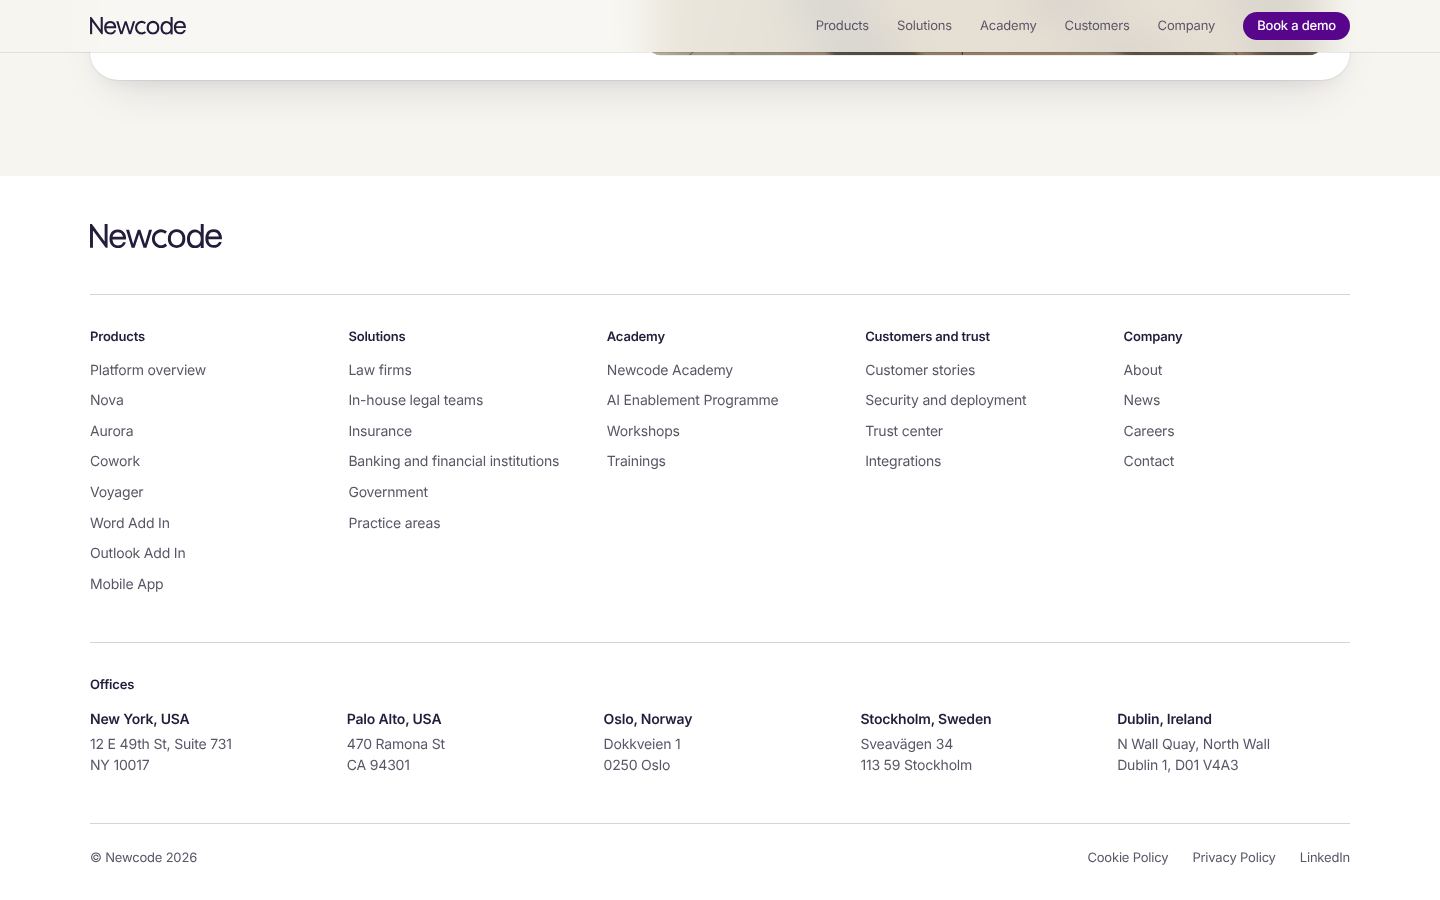 Newcode
Products
Solutions
Academy
Customers
Company
Book a demo
Newcode
Products
Platform overview
Nova
Aurora
Cowork
Voyager
Word Add In
Outlook Add In
Mobile App
Solutions
Law firms
In-house legal teams
Insurance
Banking and financial institutions
Government
Practice areas
Academy
Newcode Academy
AI Enablement Programme
Workshops
Trainings
Customers and trust
Customer stories
Security and deployment
Trust center
Integrations
Company
About
News
Careers
Contact
Offices
New York, USA
12 E 49th St, Suite 731
NY 10017
Palo Alto, USA
470 Ramona St
CA 94301
Oslo, Norway
Dokkveien 1
0250 Oslo
Stockholm, Sweden
Sveavägen 34
113 59 Stockholm
Dublin, Ireland
N Wall Quay, North Wall
Dublin 1, D01 V4A3
© Newcode 2026
Cookie Policy
Privacy Policy
LinkedIn